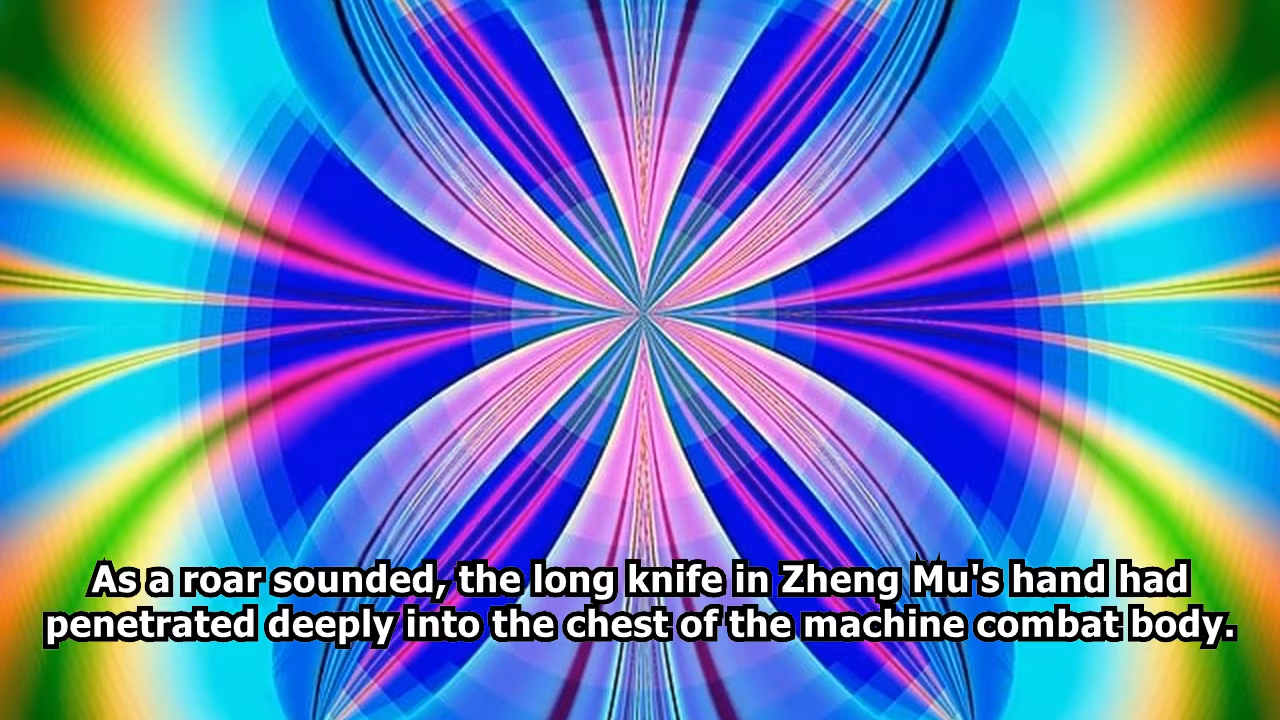 As a roar sounded, the long knife in Zheng Mu's hand had
penetrated deeply into the chest of the machine combat body.